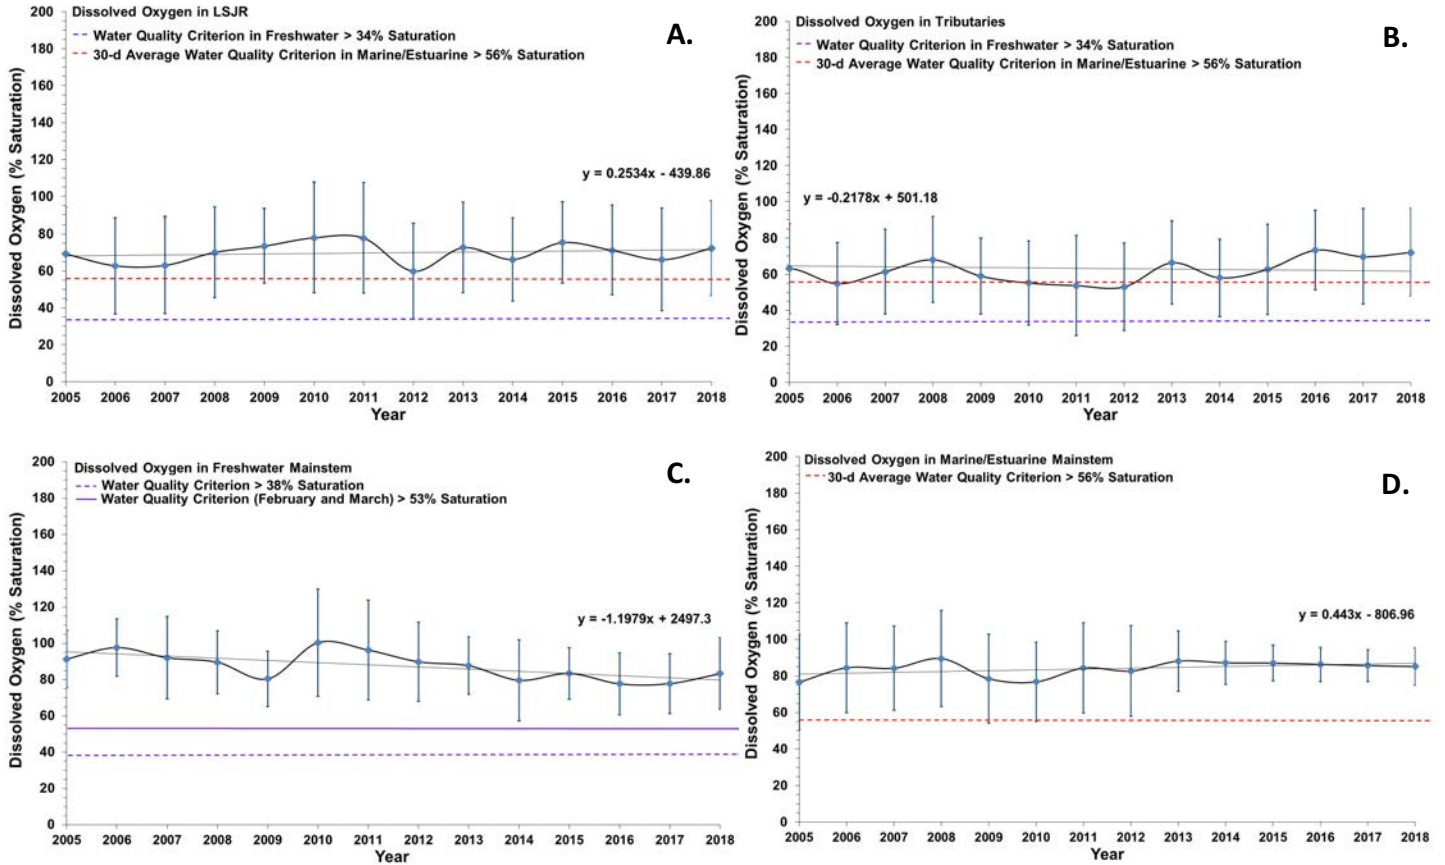 Dissolved Oxygen in LSJR
Water Quality Criterion in Freshwater > 34% Saturation
30-d Average Water Quality Criterion in Marine/Estuarine > 56% Saturation
A.
y = 0.2534x - 439.86
Dissolved Oxygen (% Saturation)
200
180
160
140
120
100
80
60
40
20
0
2005 2006 2007 2008 2009 2010 2011 2012 2013 2014 2015 2016 2017 2018
Year
Dissolved Oxygen in Tributaries
Water Quality Criterion in Freshwater > 34% Saturation
30-d Average Water Quality Criterion in Marine/Estuarine > 56% Saturation
B.
y = -0.2178x + 501.18
Dissolved Oxygen (% Saturation)
200
180
160
140
120
100
80
60
40
20
0
2005 2006 2007 2008 2009 2010 2011 2012 2013 2014 2015 2016 2017 2018
Year
Dissolved Oxygen in Freshwater Mainstem
Water Quality Criterion > 38% Saturation
Water Quality Criterion (February and March) > 53% Saturation
C.
y = -1.1979x + 2497.3
Dissolved Oxygen (% Saturation)
200
180
160
140
120
100
80
60
40
20
0
2005 2006 2007 2008 2009 2010 2011 2012 2013 2014 2015 2016 2017 2018
Year
Dissolved Oxygen in Marine/Estuarine Mainstem
30-d Average Water Quality Criterion > 56% Saturation
D.
y = 0.443x - 806.96
Dissolved Oxygen (% Saturation)
200
180
160
140
120
100
80
60
40
20
0
2005 2006 2007 2008 2009 2010 2011 2012 2013 2014 2015 2016 2017 2018
Year